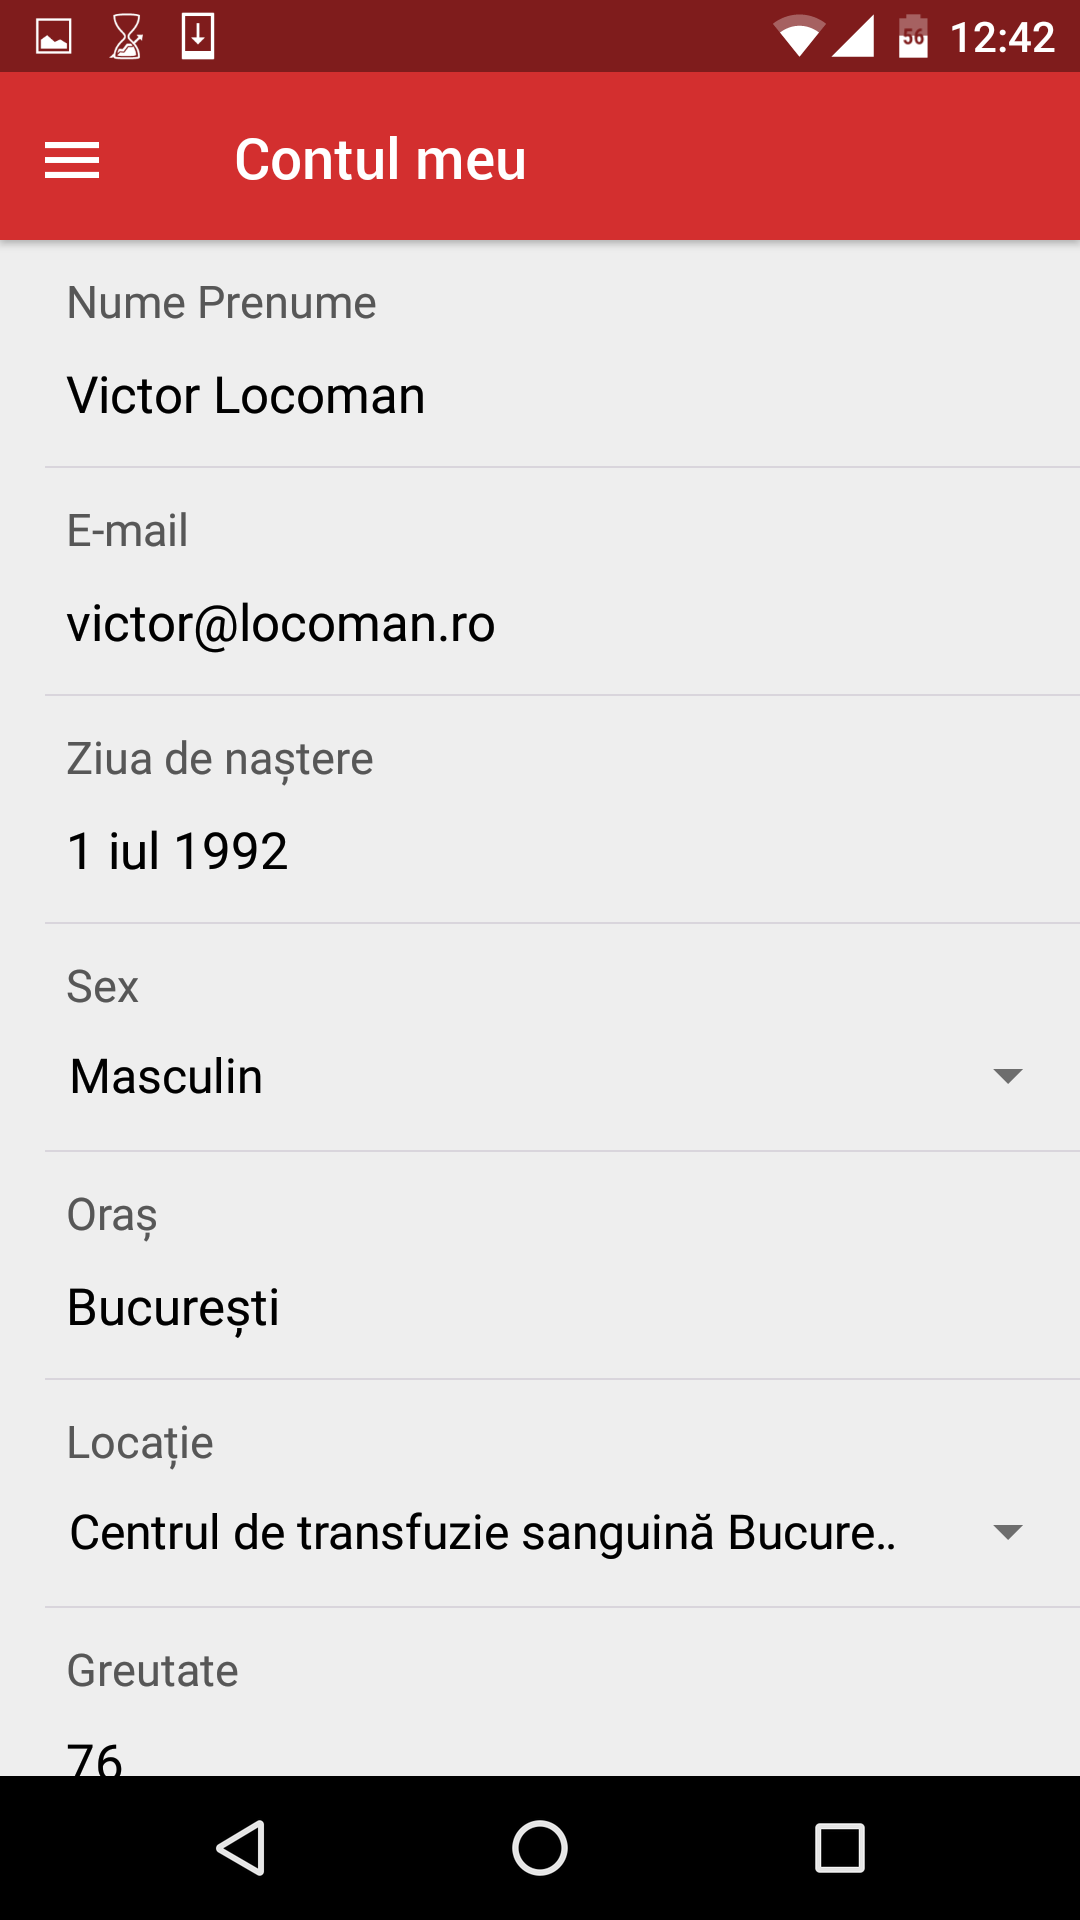 56 12:42
Contul meu
Nume Prenume
Victor Locoman
E-mail
victor@locoman.ro
Ziua de naștere
1 iul 1992
Sex
Masculin
Oraș
București
Locație
Centrul de transfuzie sanguină Bucure..
Greutate
76